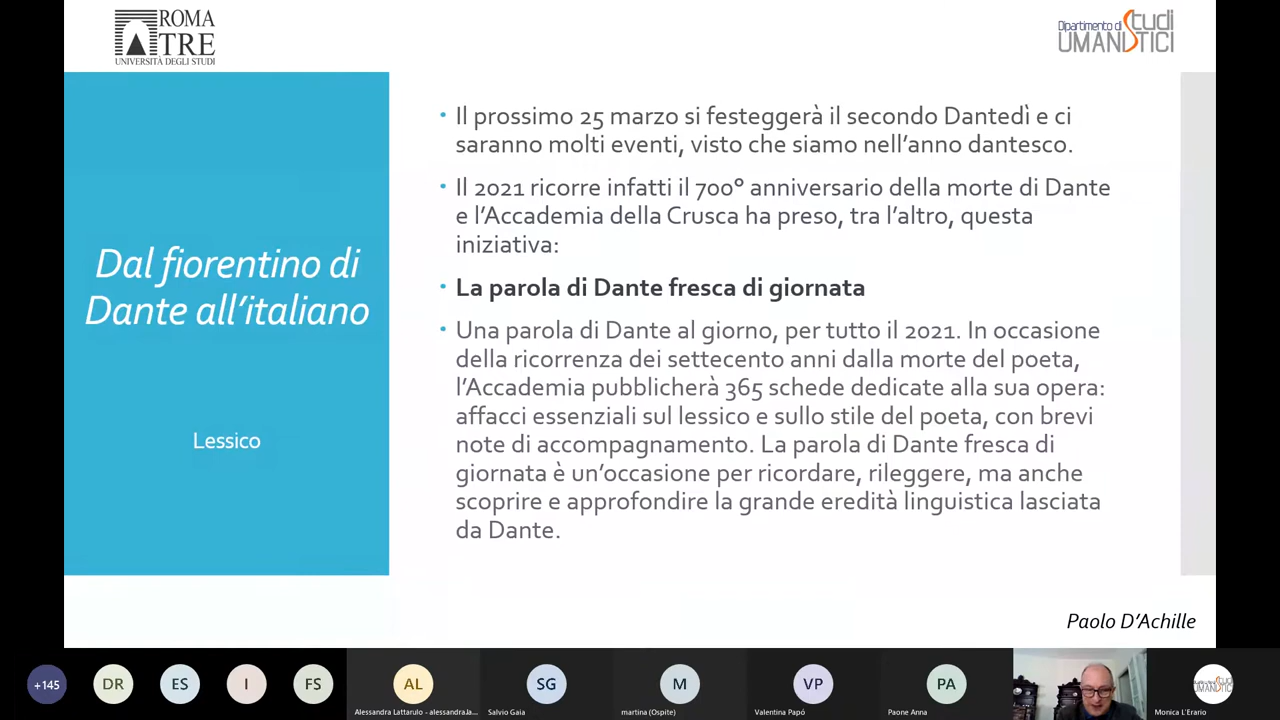 ROMA
TRE
UNIVERSITÀ DEGLI STUDI
Dipartimento di Studi
UMANISTICI
Dal fiorentino di
Dante all'italiano
Lessico
• Il prossimo 25 marzo si festeggerà il secondo Dantedì e ci
saranno molti eventi, visto che siamo nell'anno dantesco.
• Il 2021 ricorre infatti il 700° anniversario della morte di Dante
e l'Accademia della Crusca ha preso, tra l'altro, questa
iniziativa:
• La parola di Dante fresca di giornata
• Una parola di Dante al giorno, per tutto il 2021. In occasione
della ricorrenza dei settecento anni dalla morte del poeta,
l'Accademia pubblicherà 365 schede dedicate alla sua opera:
affacci essenziali sul lessico e sullo stile del poeta, con brevi
note di accompagnamento. La parola di Dante fresca di
giornata è un'occasione per ricordare, rileggere, ma anche
scoprire e approfondire la grande eredità linguistica lasciata
da Dante.
Paolo D'Achille
+145
DR
ES
I
FS
AL
SG
M
VP
PA
Studi
UMANISTICI
Alessandra Lattarulo - alessandra.la...
Salvio Gaia
martina (Ospite)
Valentina Papó
Paone Anna
Monica L'Erario